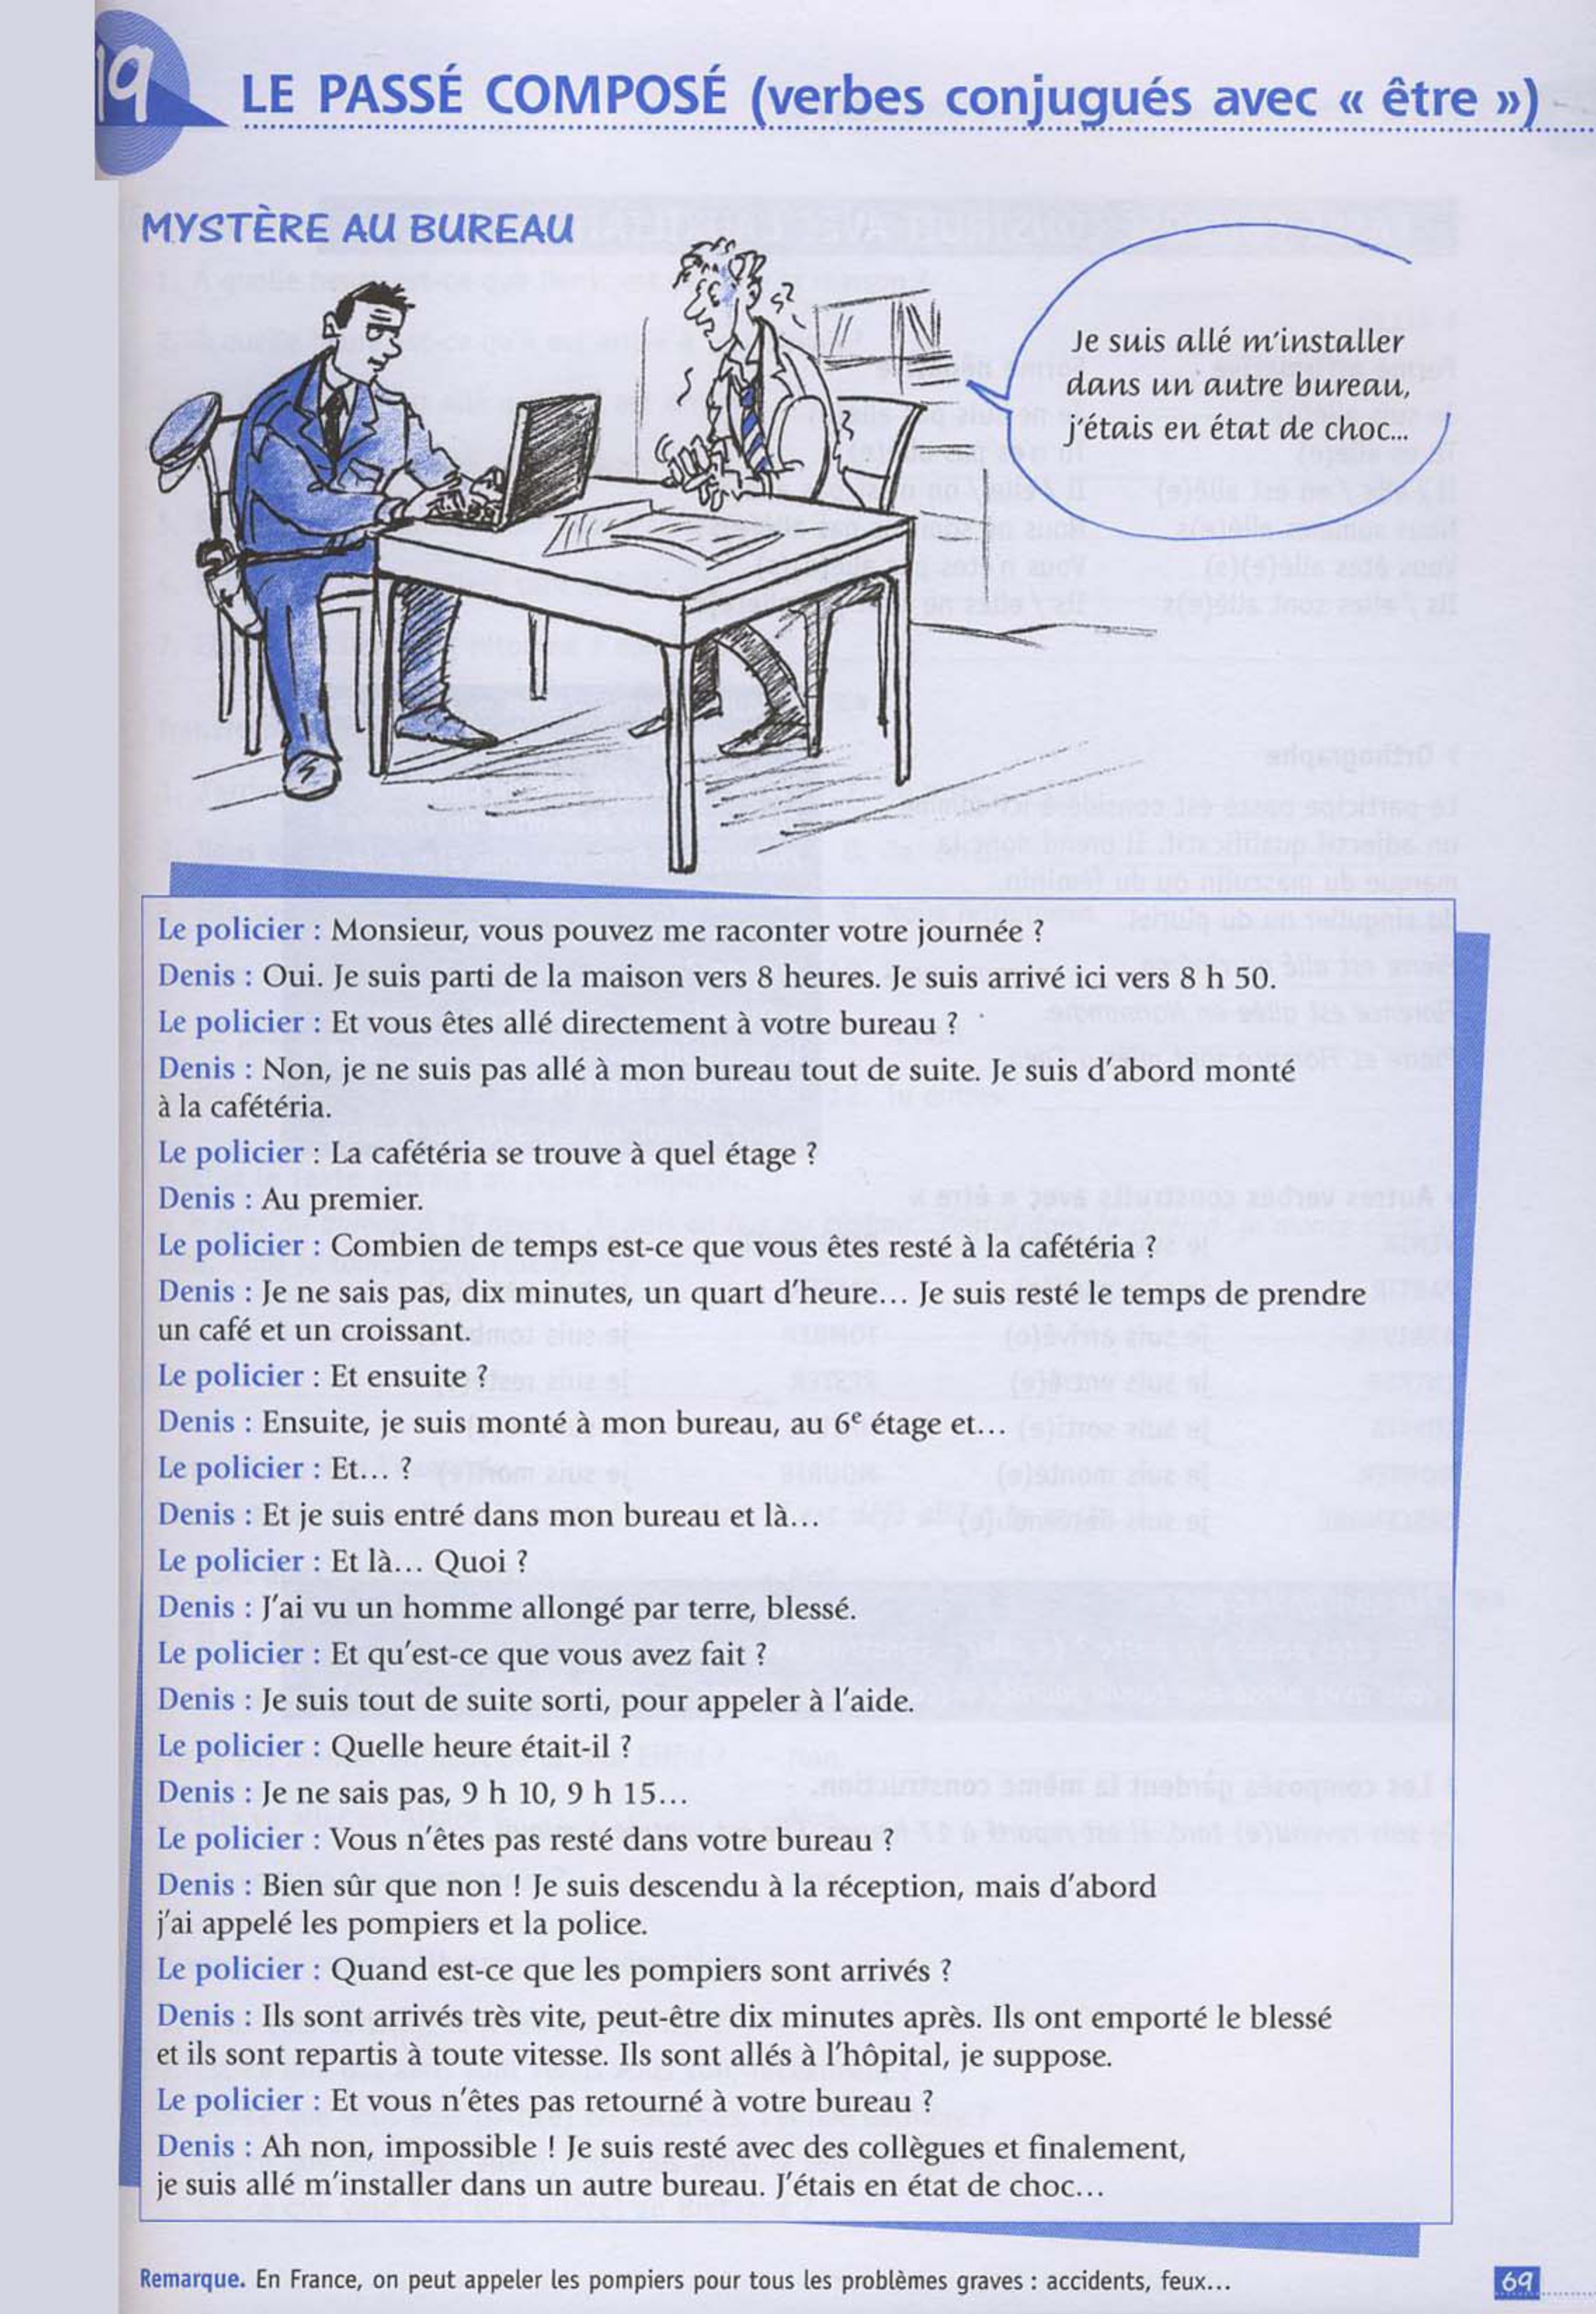 19
LE PASSÉ COMPOSÉ (verbes conjugués avec « être »)
MYSTÈRE AU BUREAU
Je suis allé m'installer
dans un autre bureau,
j'étais en état de choc...
Le policier : Monsieur, vous pouvez me raconter votre journée ?
Denis : Oui. Je suis parti de la maison vers 8 heures. Je suis arrivé ici vers 8 h 50.
Le policier : Et vous êtes allé directement à votre bureau ?
Denis : Non, je ne suis pas allé à mon bureau tout de suite. Je suis d'abord monté
à la cafétéria.
Le policier : La cafétéria se trouve à quel étage ?
Denis : Au premier.
Le policier : Combien de temps est-ce que vous êtes resté à la cafétéria ?
Denis : Je ne sais pas, dix minutes, un quart d'heure... Je suis resté le temps de prendre
un café et un croissant.
Le policier : Et ensuite ?
Denis : Ensuite, je suis monté à mon bureau, au 6e étage et...
Le policier : Et... ?
Denis : Et je suis entré dans mon bureau et là...
Le policier : Et là... Quoi ?
Denis : J'ai vu un homme allongé par terre, blessé.
Le policier : Et qu'est-ce que vous avez fait ?
Denis : Je suis tout de suite sorti, pour appeler à l'aide.
Le policier : Quelle heure était-il ?
Denis : Je ne sais pas, 9 h 10, 9 h 15...
Le policier : Vous n'êtes pas resté dans votre bureau ?
Denis : Bien sûr que non ! Je suis descendu à la réception, mais d'abord
j'ai appelé les pompiers et la police.
Le policier : Quand est-ce que les pompiers sont arrivés ?
Denis : Ils sont arrivés très vite, peut-être dix minutes après. Ils ont emporté le blessé
et ils sont repartis à toute vitesse. Ils sont allés à l'hôpital, je suppose.
Le policier : Et vous n'êtes pas retourné à votre bureau ?
Denis : Ah non, impossible ! Je suis resté avec des collègues et finalement,
je suis allé m'installer dans un autre bureau. J'étais en état de choc...
Remarque. En France, on peut appeler les pompiers pour tous les problèmes graves : accidents, feux...
69